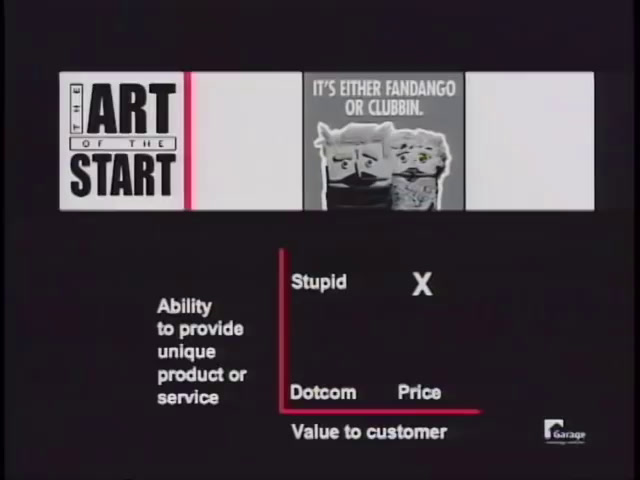 THE
ART
OF THE
START
IT'S EITHER FANDANGO
OR CLUBBIN.
Stupid X
Ability
to provide
unique
product or
service
Dotcom Price
Value to customer
Garage